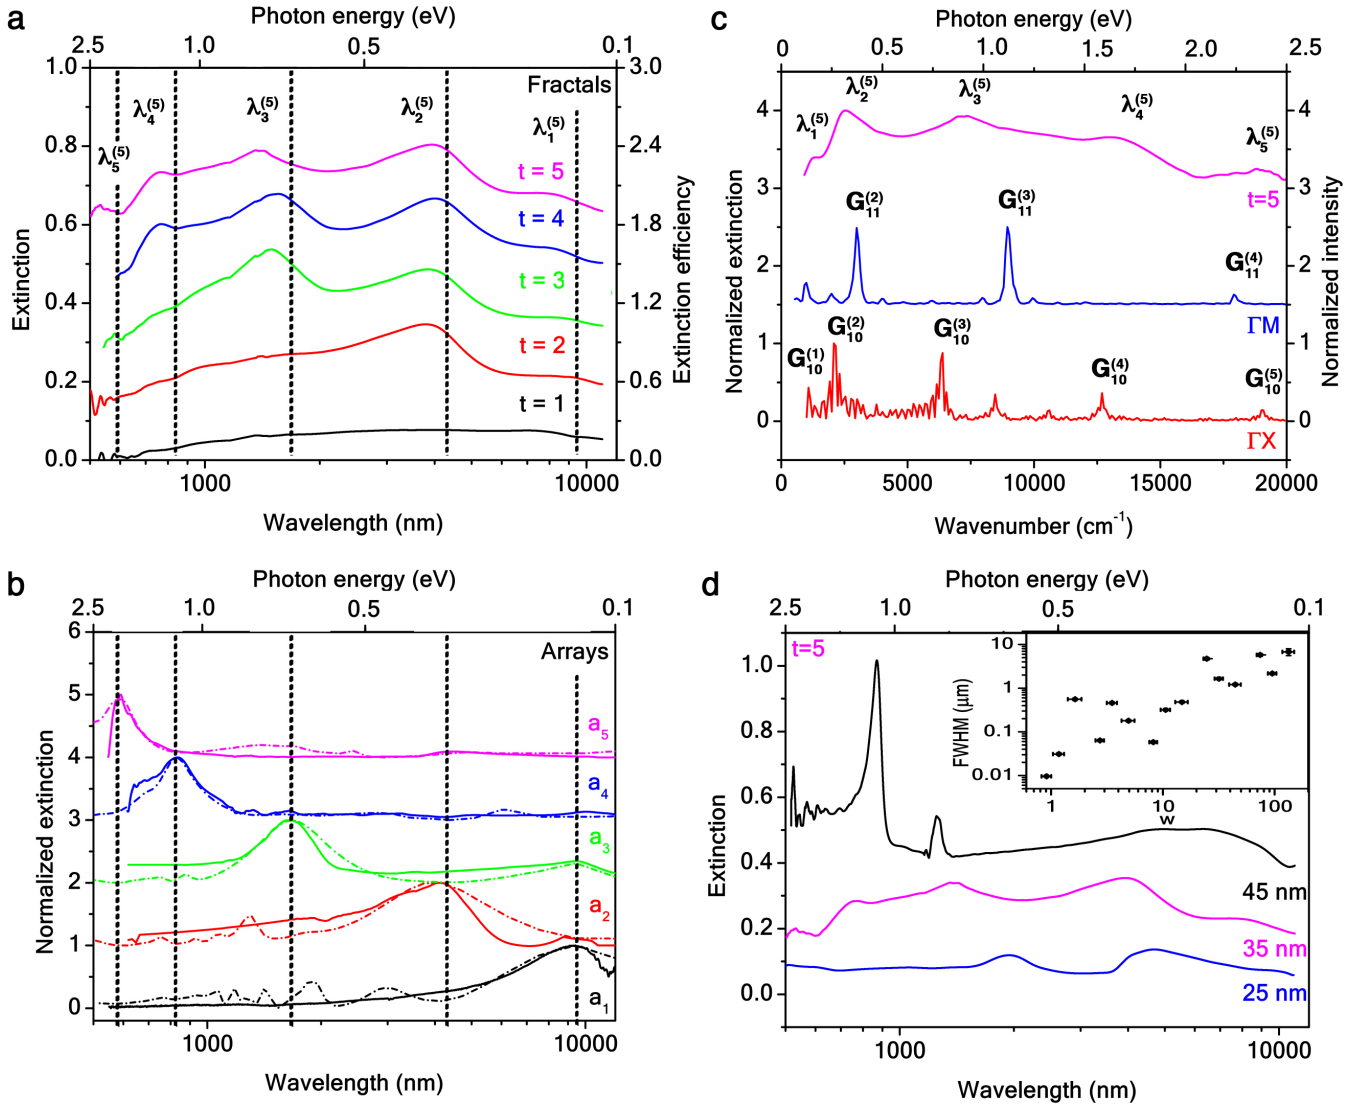 a
Photon energy (eV)
2.5 1.0 0.5 0.1
1.0 3.0
Fractals
λ₅⁽⁵⁾ λ₄⁽⁵⁾ λ₃⁽⁵⁾ λ₂⁽⁵⁾ λ₁⁽⁵⁾
0.8 2.4
t = 5
0.6 1.8
t = 4
t = 3
0.4 1.2
t = 2
0.2 0.6
t = 1
0.0 0.0
Extinction
Extinction efficiency
1000 10000
Wavelength (nm)
c
Photon energy (eV)
0 0.5 1.0 1.5 2.0 2.5
λ₁⁽⁵⁾ λ₂⁽⁵⁾ λ₃⁽⁵⁾ λ₄⁽⁵⁾ λ₅⁽⁵⁾
4 4
t=5
3 3
G₁₁⁽²⁾ G₁₁⁽³⁾ G₁₁⁽⁴⁾
2 2
ΓM
G₁₀⁽¹⁾ G₁₀⁽²⁾ G₁₀⁽³⁾ G₁₀⁽⁴⁾ G₁₀⁽⁵⁾
1 1
0 0
ΓX
Normalized extinction
Normalized intensity
0 5000 10000 15000 20000
Wavenumber (cm⁻¹)
b
Photon energy (eV)
2.5 1.0 0.5 0.1
6
Arrays
5
a₅
4
a₄
3
a₃
2
a₂
1
a₁
0
Normalized extinction
1000 10000
Wavelength (nm)
d
Photon energy (eV)
2.5 1.0 0.5 0.1
t=5
1.0
0.8
0.6
0.4
0.2
0.0
Extinction
10
1
0.1
0.01
FWHM (μm)
1 10 100
w
45 nm
35 nm
25 nm
1000 10000
Wavelength (nm)